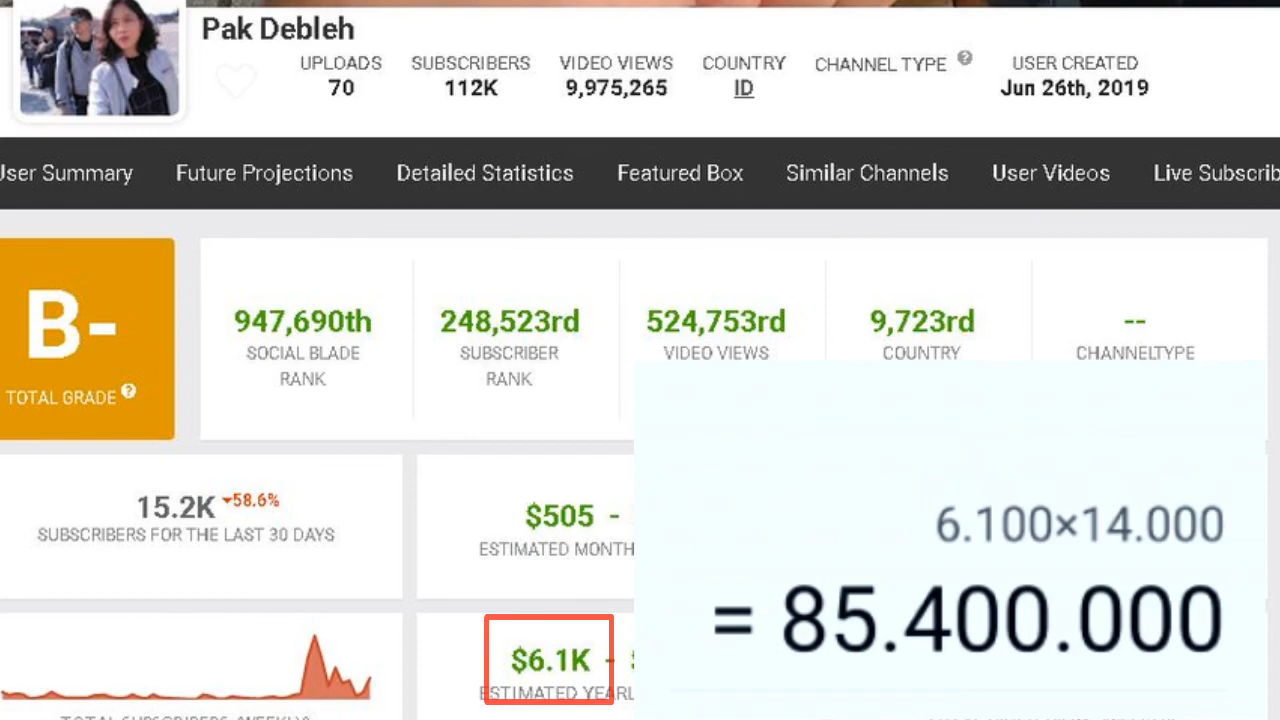 Pak Debleh
UPLOADS
70
SUBSCRIBERS
112K
VIDEO VIEWS
9,975,265
COUNTRY
ID
CHANNEL TYPE ?
USER CREATED
Jun 26th, 2019
User Summary Future Projections Detailed Statistics Featured Box Similar Channels User Videos Live Subscrib
B-
TOTAL GRADE ?
947,690th
SOCIAL BLADE
RANK
248,523rd
SUBSCRIBER
RANK
524,753rd
VIDEO VIEWS
9,723rd
COUNTRY
--
CHANNELTYPE
15.2K 58.6%
SUBSCRIBERS FOR THE LAST 30 DAYS
$505 -
ESTIMATED MONTH
6.100×14.000
= 85.400.000
$6.1K - $
ESTIMATED YEARL